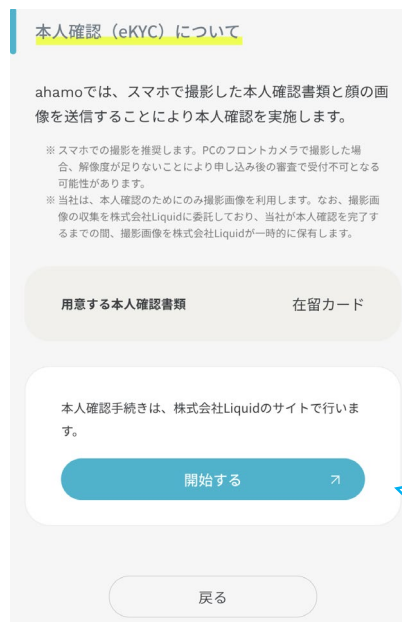 本人確認（eKYC）について
ahamoでは、スマホで撮影した本人確認書類と顔の画
像を送信することにより本人確認を実施します。
※ スマホでの撮影を推奨します。PCのフロントカメラで撮影した場
合、解像度が足りないことにより申し込み後の審査で受付不可となる
可能性があります。
※ 当社は、本人確認のためにのみ撮影画像を利用します。なお、撮影画
像の収集を株式会社Liquidに委託しており、当社が本人確認を完了す
るまでの間、撮影画像を株式会社Liquidが一時的に保有します。
用意する本人確認書類 在留カード
本人確認手続きは、株式会社Liquidのサイトで行いま
す。
開始する
戻る